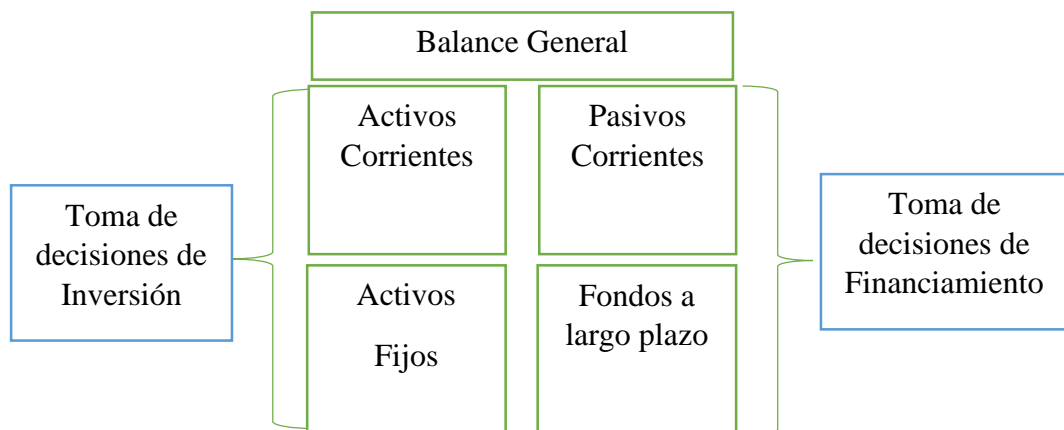 Balance General
Activos
Corrientes
Pasivos
Corrientes
Toma de
decisiones de
Inversión
Toma de
decisiones de
Financiamiento
Activos
Fijos
Fondos a
largo plazo